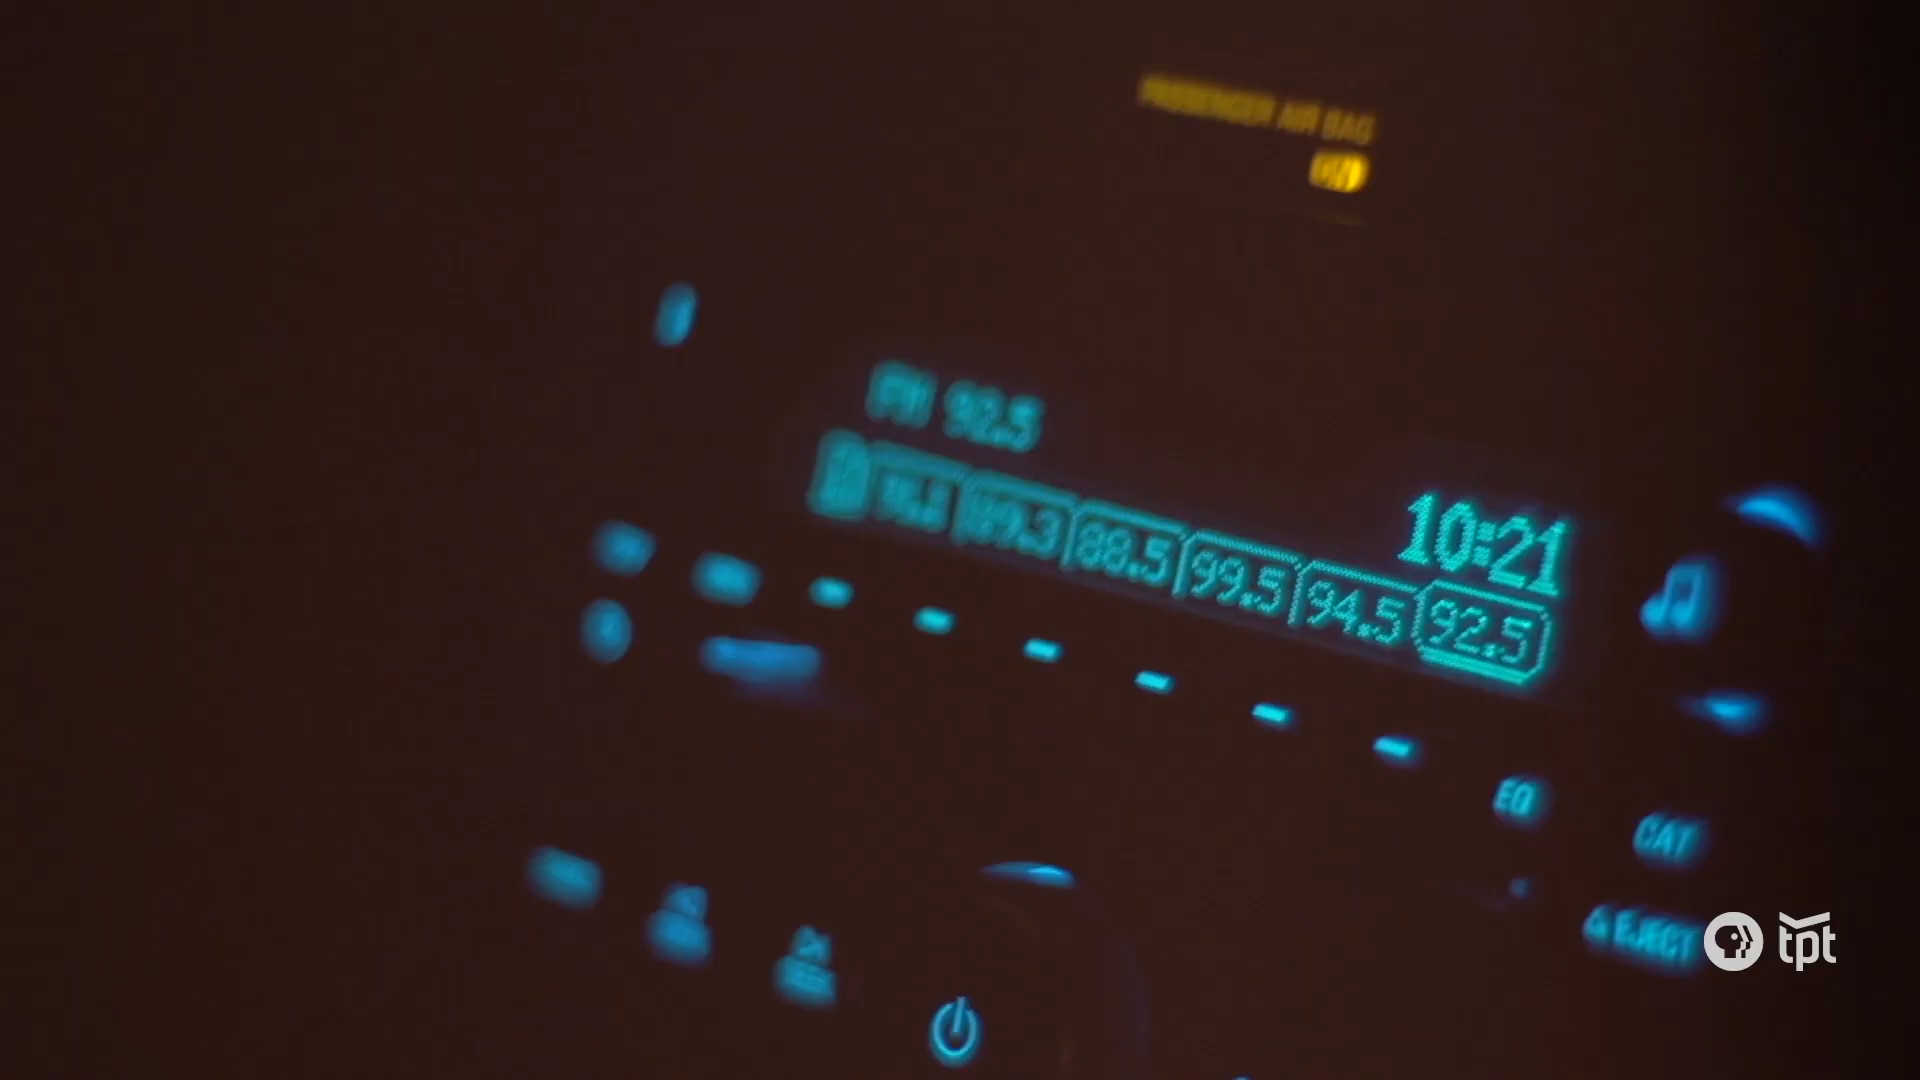 PASSENGER AIR BAG
ON
FM 92.5
10:21
89.3 88.5 99.5 94.5 92.5
EQ
CAT
EJECT
tpt